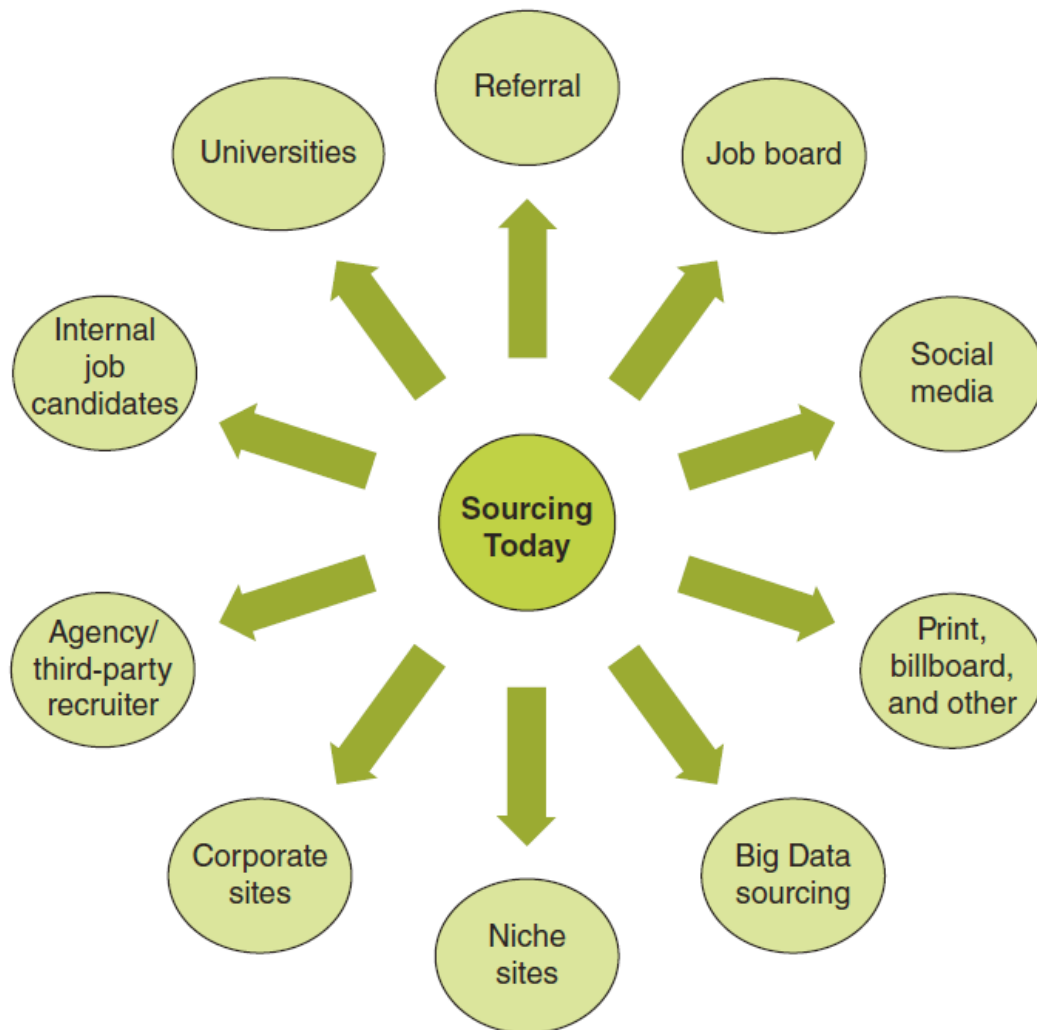 Referral
Universities
Job board
Internal
job
candidates
Social
media
Sourcing
Today
Agency/
third-party
recruiter
Print,
billboard,
and other
Corporate
sites
Big Data
sourcing
Niche
sites